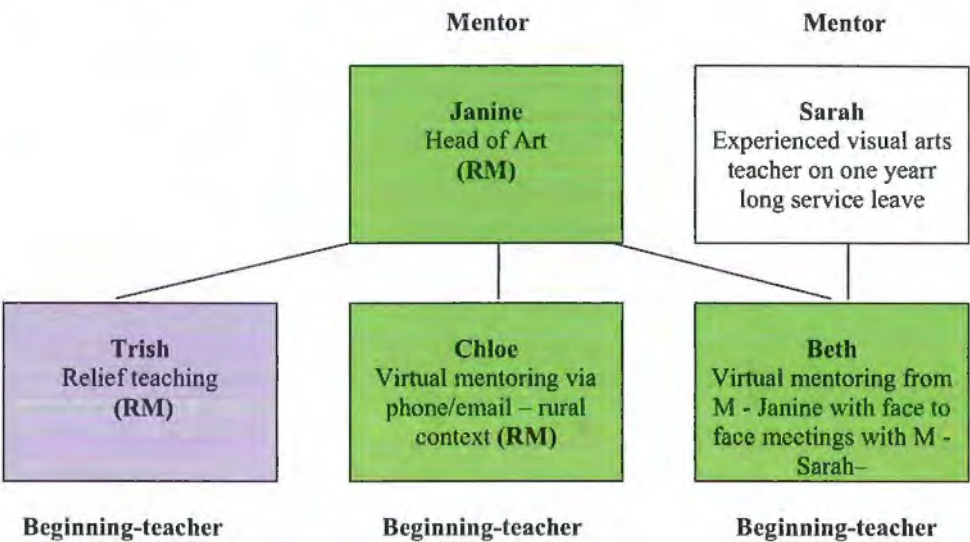 Mentor
Mentor
Janine
Head of Art
(RM)
Sarah
Experienced visual arts
teacher on one yearr
long service leave
Trish
Relief teaching
(RM)
Chloe
Virtual mentoring via
phone/email – rural
context (RM)
Beth
Virtual mentoring from
M - Janine with face to
face meetings with M -
Sarah–
Beginning-teacher
Beginning-teacher
Beginning-teacher